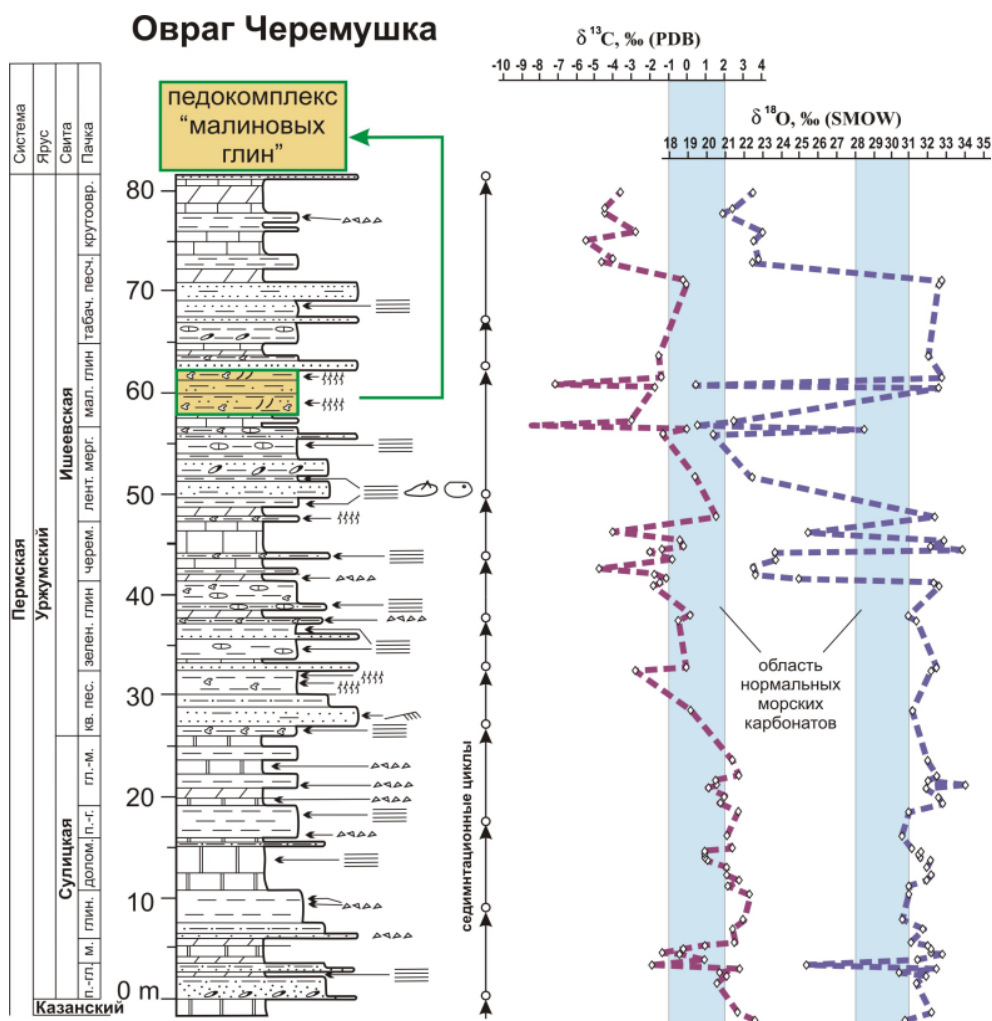 Овраг Черемушка
δ 13C, ‰ (PDB)
-10 -9 -8 -7 -6 -5 -4 -3 -2 -1 0 1 2 3 4
δ 18O, ‰ (SMOW)
18 19 20 21 22 23 24 25 26 27 28 29 30 31 32 33 34 35
Система
Ярус
Свита
Пачка
педокомплекс
“малиновых
глин”
Пермская
Уржумский
Ишеевская
Сулицкая
Казанский
крутоовр.
табач. песч.
мал. глин
лент. мерг.
черем.
зелен. глин
кв. пес.
гл.-м.
п.-г.
долом.
глин.
м.
п.-гл.
80
70
60
50
40
30
20
10
0 m
седимнтационные циклы
область
нормальных
морских
карбонатов